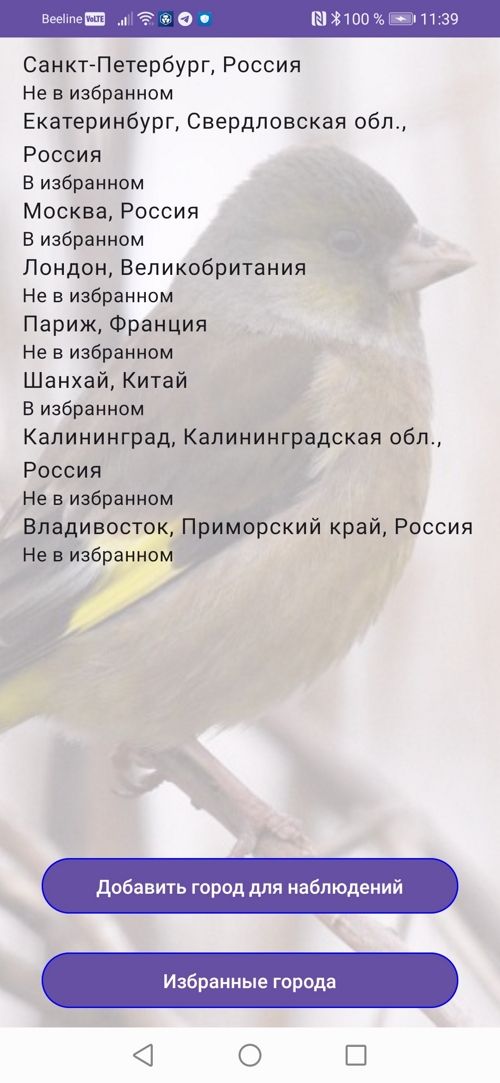 Beeline VoLTE 100 % 11:39
Санкт-Петербург, Россия
Не в избранном
Екатеринбург, Свердловская обл.,
Россия
В избранном
Москва, Россия
В избранном
Лондон, Великобритания
Не в избранном
Париж, Франция
Не в избранном
Шанхай, Китай
В избранном
Калининград, Калининградская обл.,
Россия
Не в избранном
Владивосток, Приморский край, Россия
Не в избранном
Добавить город для наблюдений
Избранные города